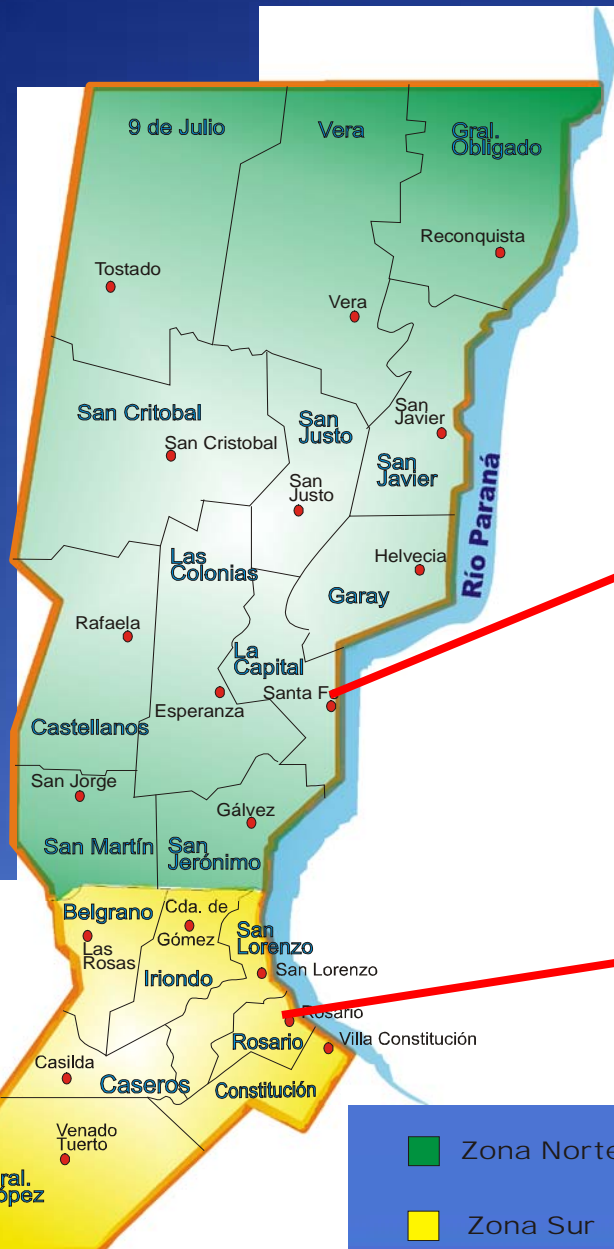 9 de Julio
Vera
Gral.
Obligado
Reconquista
Tostado
Vera
San Critobal
San Cristobal
San
Justo
San
Justo
San
Javier
San
Javier
Río Paraná
Las
Colonias
Helvecia
Garay
Rafaela
La
Capital
Santa F
Esperanza
Castellanos
San Jorge
Gálvez
San Martín
San
Jerónimo
Belgrano
Cda. de
Gómez
San
Lorenzo
Las
Rosas
Iriondo
San Lorenzo
Rosario
Rosario
Villa Constitución
Casilda
Caseros
Constitución
Venado
Tuerto
ral.
ópez
Zona Norte
Zona Sur